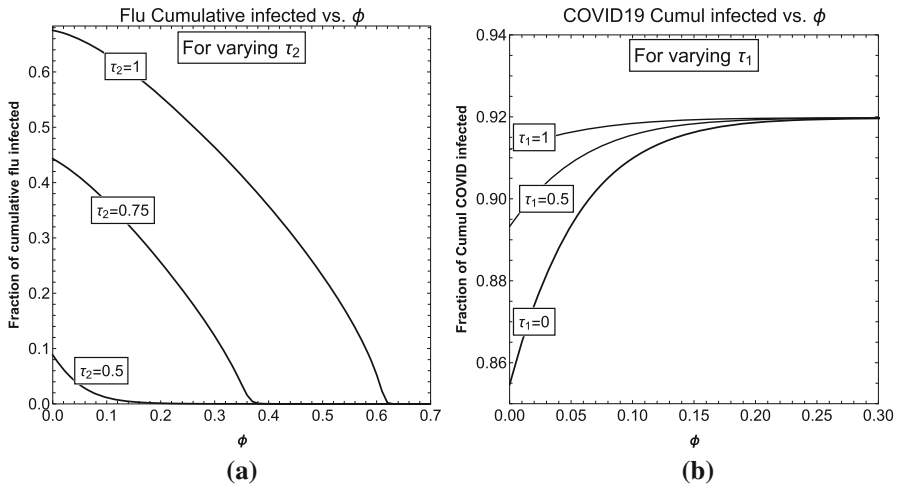 Flu Cumulative infected vs. ϕ
For varying τ₂
τ₂=1
τ₂=0.75
τ₂=0.5
Fraction of cumulative flu infected
0.6
0.5
0.4
0.3
0.2
0.1
0.0
0.0 0.1 0.2 0.3 0.4 0.5 0.6 0.7
ϕ
(a)
COVID19 Cumul infected vs. ϕ
For varying τ₁
τ₁=1
τ₁=0.5
τ₁=0
Fraction of Cumul COVID infected
0.94
0.92
0.90
0.88
0.86
0.00 0.05 0.10 0.15 0.20 0.25 0.30
ϕ
(b)